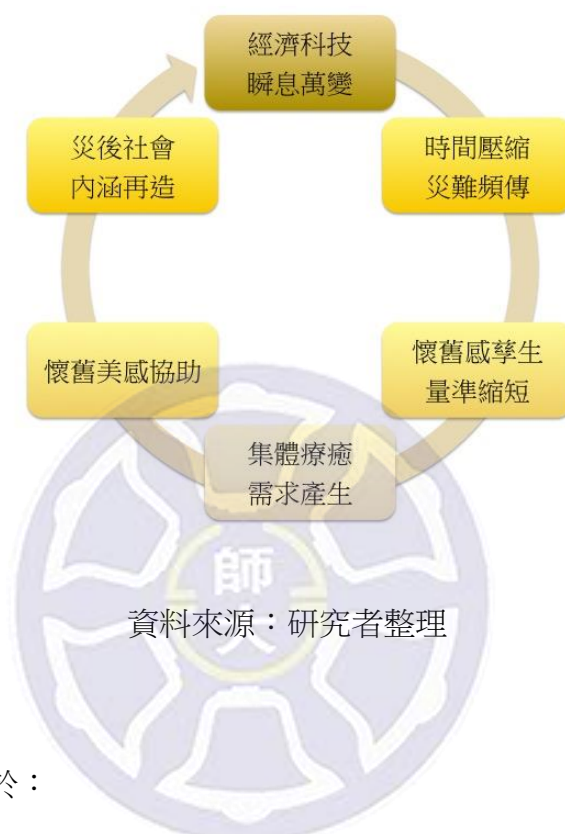 經濟科技
瞬息萬變
時間壓縮
災難頻傳
懷舊感孳生
量準縮短
集體療癒
需求產生
懷舊美感協助
災後社會
內涵再造
師
大
資料來源：研究者整理
於：